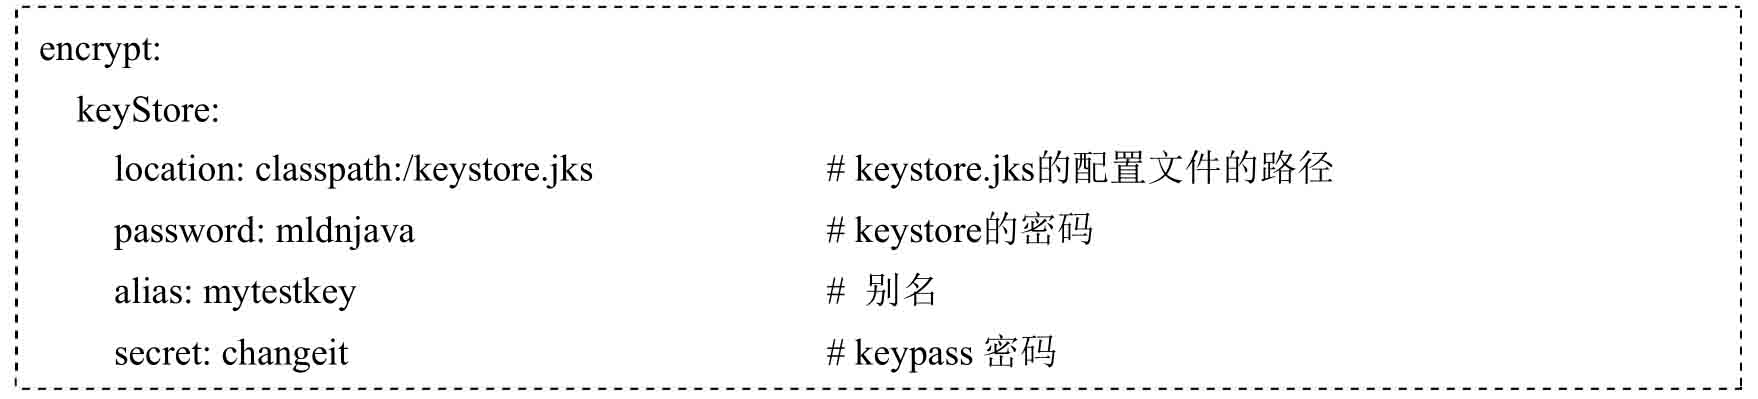 encrypt:
keyStore:
location: classpath:/keystore.jks # keystore.jks的配置文件的路径
password: mldnjava # keystore的密码
alias: mytestkey # 别名
secret: changeit # keypass 密码